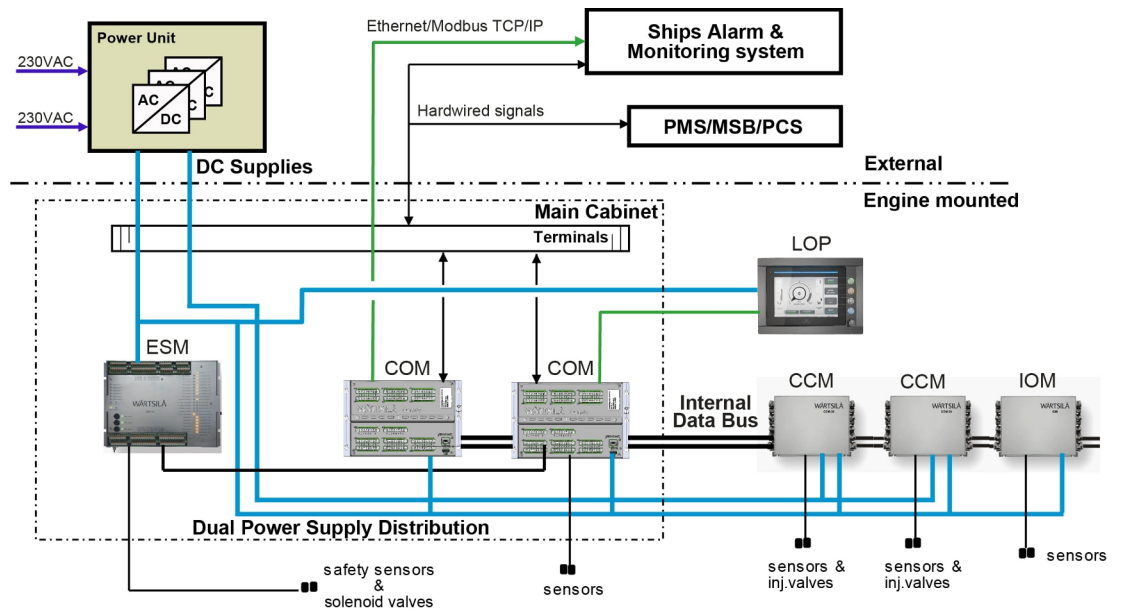 Power Unit
230VAC
230VAC
AC
DC
AC
C
AC
C
DC Supplies
Ethernet/Modbus TCP/IP
Ships Alarm &
Monitoring system
Hardwired signals
PMS/MSB/PCS
External
Engine mounted
Main Cabinet
Terminals
LOP
ESM
COM
COM
CCM
CCM
IOM
WÄRTSILÄ
WÄRTSILÄ
WÄRTSILÄ
WÄRTSILÄ
Internal
Data Bus
Dual Power Supply Distribution
safety sensors
&
solenoid valves
sensors
sensors &
inj.valves
sensors &
inj.valves
sensors